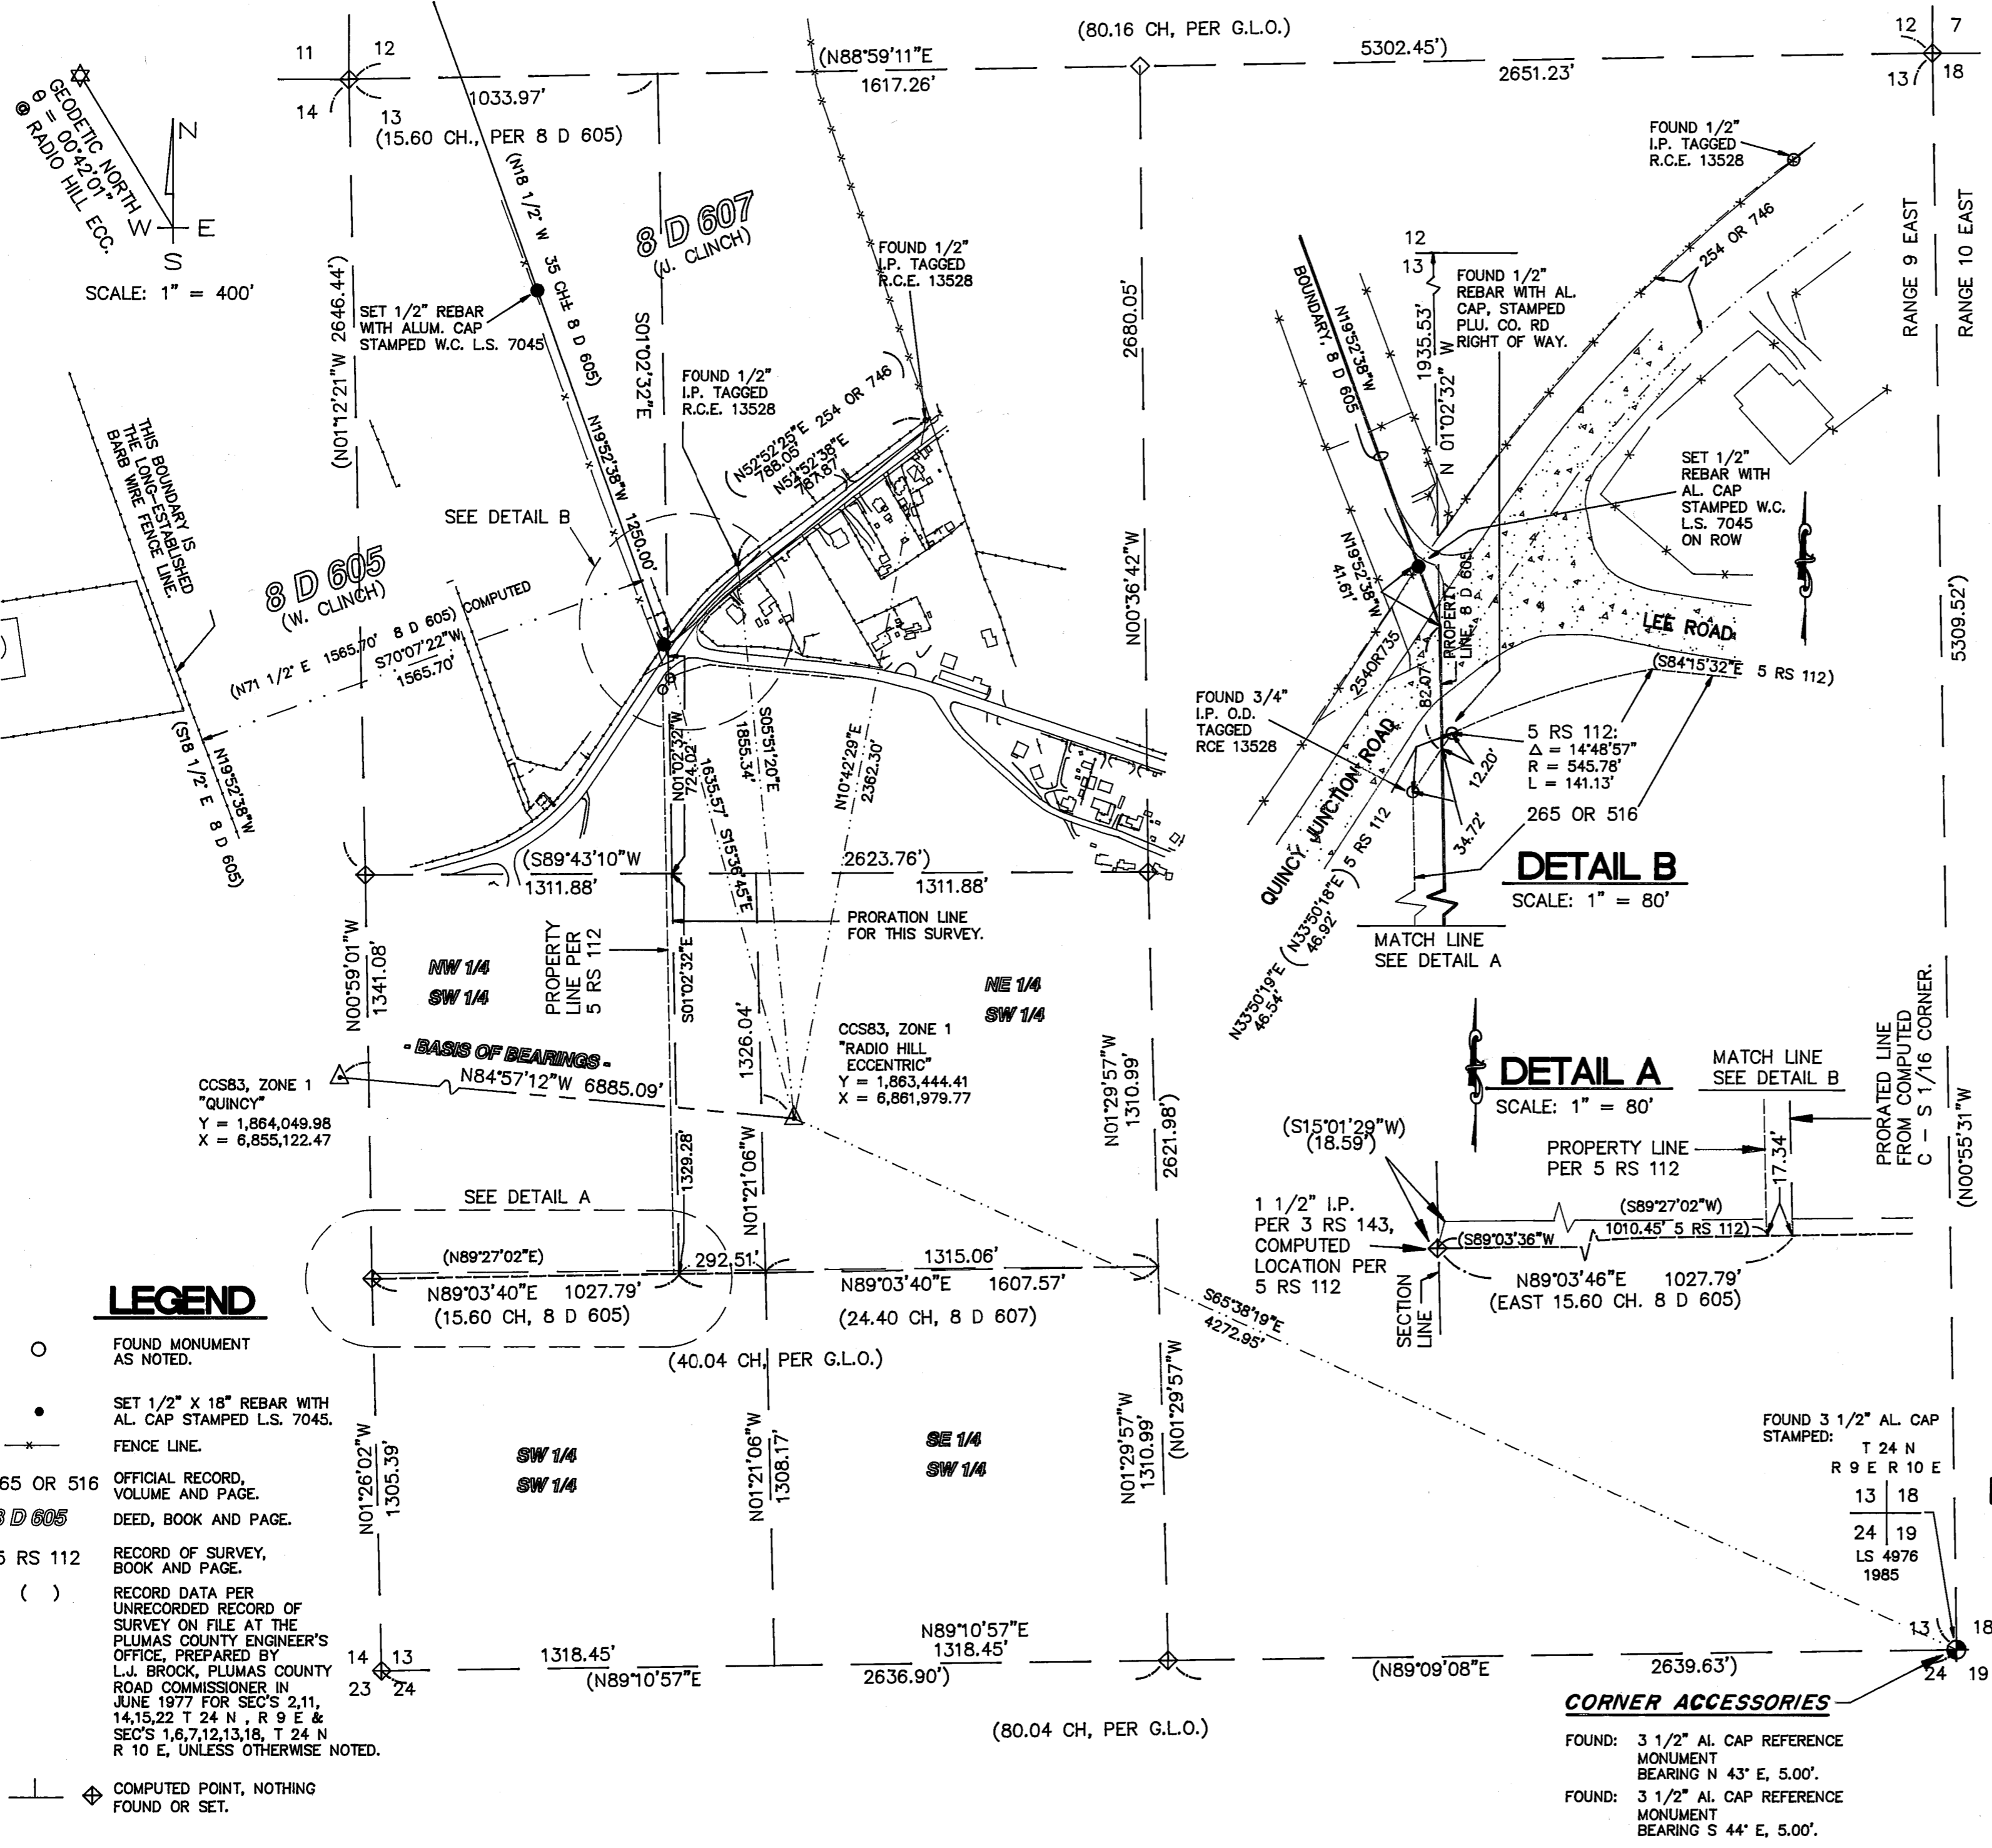 (80.16 CH, PER G.L.O.)
11
12
14
13
12
7
13
18
(N88°59'11"E
5302.45')
1033.97'
1617.26'
2651.23'
(15.60 CH., PER 8 D 605)
GEODETIC NORTH
θ = 00°42'01"
@ RADIO HILL ECC.
N
W
E
S
SCALE: 1" = 400'
(N01°12'21"W 2646.44')
(N18 1/2° W 35 CH± 8 D 605)
8 D 607
(J. CLINCH)
FOUND 1/2"
I.P. TAGGED
R.C.E. 13528
SET 1/2" REBAR
WITH ALUM. CAP
STAMPED W.C. L.S. 7045
S01°02'32"E
2680.05'
N19°52'38"W 1250.00'
FOUND 1/2"
I.P. TAGGED
R.C.E. 13528
(N52°52'25"E 254 OR 746)
788.05'
N52°52'38"E
787.87'
SEE DETAIL B
THIS BOUNDARY IS
THE LONG-ESTABLISHED
BARB WIRE FENCE LINE.
8 D 605
(W. CLINCH)
(N71 1/2° E 1565.70' 8 D 605) COMPUTED
S70°07'22"W
1565.70'
N19°52'38"W
(S18 1/2° E 8 D 605)
N00°36'42"W
N01°02'32"W
724.02'
1635.57' S15°36'45"E
S05°51'20"E
1855.34'
N10°42'29"E
2362.30'
(S89°43'10"W
2623.76')
1311.88'
1311.88'
PRORATION LINE
FOR THIS SURVEY.
PROPERTY
LINE PER
5 RS 112
N00°59'01"W
1341.08'
NW 1/4
SW 1/4
S01°02'32"E
1329.28'
1326.04'
NE 1/4
SW 1/4
- BASIS OF BEARINGS -
N84°57'12"W 6885.09'
CCS83, ZONE 1
"QUINCY"
Y = 1,864,049.98
X = 6,855,122.47
CCS83, ZONE 1
"RADIO HILL
ECCENTRIC"
Y = 1,863,444.41
X = 6,861,979.77
N01°29'57"W
1310.99'
2621.98')
N01°21'06"W
SEE DETAIL A
(N89°27'02"E)
N89°03'40"E 1027.79'
(15.60 CH, 8 D 605)
292.51'
1315.06'
N89°03'40"E 1607.57'
(24.40 CH, 8 D 607)
(40.04 CH, PER G.L.O.)
S65°38'19"E
4272.95'
N01°26'02"W
1305.39'
SW 1/4
SW 1/4
N01°21'06"W
1308.17'
SE 1/4
SW 1/4
N01°29'57"W
1310.99'
(N01°29'57"W
14
13
23
24
1318.45'
(N89°10'57"E
N89°10'57"E
1318.45'
2636.90')
(N89°09'08"E
2639.63')
(80.04 CH, PER G.L.O.)
FOUND 1/2"
I.P. TAGGED
R.C.E. 13528
254 OR 746
RANGE 9 EAST
RANGE 10 EAST
12
13
FOUND 1/2"
REBAR WITH AL.
CAP, STAMPED
PLU. CO. RD
RIGHT OF WAY.
BOUNDARY, 8 D 605
N19°52'38"W
1935.53'
N 01°02'32" W
SET 1/2"
REBAR WITH
AL. CAP
STAMPED W.C.
L.S. 7045
ON ROW
N19°52'38"W
41.61'
PROPERTY
LINE, 8 D 605
254OR735
82.07'
LEE ROAD
(S84°15'32"E 5 RS 112)
FOUND 3/4"
I.P. O.D.
TAGGED
RCE 13528
5 RS 112:
Δ = 14°48'57"
R = 545.78'
L = 141.13'
12.20'
34.72'
265 OR 516
QUINCY JUNCTION ROAD
(N33°50'18"E) 5 RS 112
46.92'
N33°50'19"E
46.54'
DETAIL B
SCALE: 1" = 80'
MATCH LINE
SEE DETAIL A
5309.52')
(N00°55'31"W
DETAIL A
SCALE: 1" = 80'
MATCH LINE
SEE DETAIL B
PRORATED LINE
FROM COMPUTED
C - S 1/16 CORNER.
(S15°01'29"W)
(18.59')
PROPERTY LINE
PER 5 RS 112
17.34'
1 1/2" I.P.
PER 3 RS 143,
COMPUTED
LOCATION PER
5 RS 112
(S89°27'02"W)
(S89°03'36"W
1010.45' 5 RS 112)
N89°03'46"E 1027.79'
(EAST 15.60 CH. 8 D 605)
SECTION
LINE
FOUND 3 1/2" AL. CAP
STAMPED:
T 24 N
R 9 E R 10 E
13
18
24
19
LS 4976
1985
13
18
24
19
CORNER ACCESSORIES
FOUND: 3 1/2" Al. CAP REFERENCE
MONUMENT
BEARING N 43° E, 5.00'.
FOUND: 3 1/2" Al. CAP REFERENCE
MONUMENT
BEARING S 44° E, 5.00'.
LEGEND
FOUND MONUMENT
AS NOTED.
SET 1/2" X 18" REBAR WITH
AL. CAP STAMPED L.S. 7045.
FENCE LINE.
65 OR 516 OFFICIAL RECORD,
VOLUME AND PAGE.
8 D 605 DEED, BOOK AND PAGE.
5 RS 112 RECORD OF SURVEY,
BOOK AND PAGE.
( ) RECORD DATA PER
UNRECORDED RECORD OF
SURVEY ON FILE AT THE
PLUMAS COUNTY ENGINEER'S
OFFICE, PREPARED BY
L.J. BROCK, PLUMAS COUNTY
ROAD COMMISSIONER IN
JUNE 1977 FOR SEC'S 2,11,
14,15,22 T 24 N , R 9 E &
SEC'S 1,6,7,12,13,18, T 24 N
R 10 E, UNLESS OTHERWISE NOTED.
COMPUTED POINT, NOTHING
FOUND OR SET.